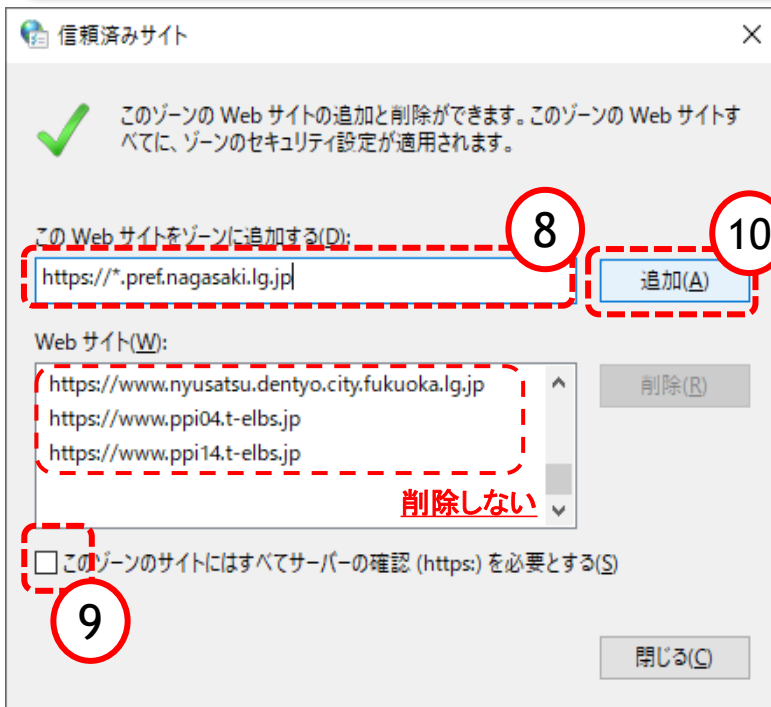 信頼済みサイト
このゾーンの Web サイトの追加と削除ができます。このゾーンの Web サイトす
べてに、ゾーンのセキュリティ設定が適用されます。
この Web サイトをゾーンに追加する(D):
8
10
https://*.pref.nagasaki.lg.jp
追加(A)
Web サイト(W):
https://www.nyusatsu.dentyo.city.fukuoka.lg.jp
削除(R)
https://www.ppi04.t-elbs.jp
https://www.ppi14.t-elbs.jp
削除しない
このゾーンのサイトにはすべてサーバーの確認 (https:) を必要とする(S)
9
閉じる(C)